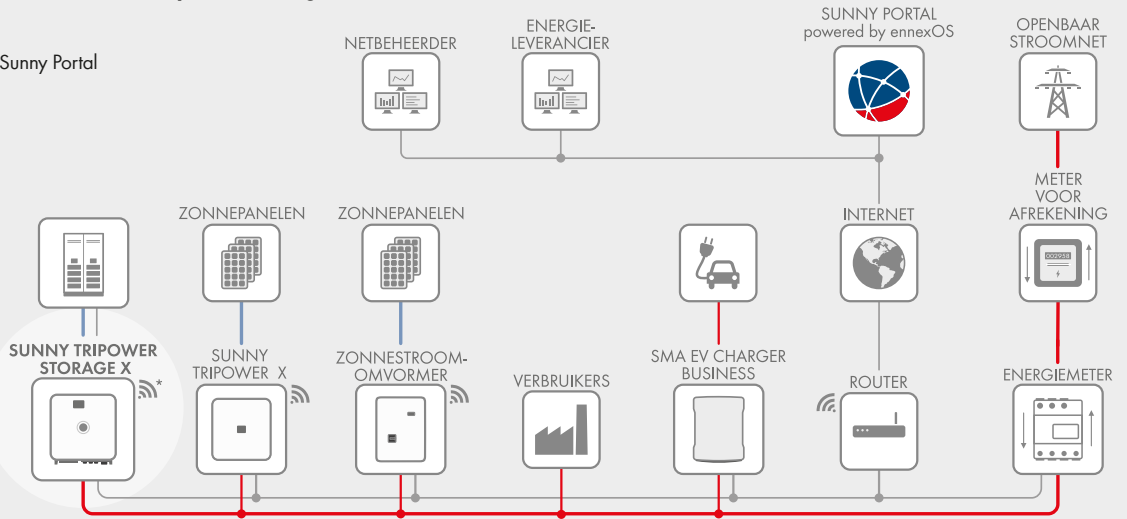 Sunny Portal
NETBEHEERDER
ENERGIE-
LEVERANCIER
SUNNY PORTAL
powered by ennexOS
OPENBAAR
STROOMNET
ZONNEPANELEN
ZONNEPANELEN
INTERNET
METER
VOOR
AFREKENING
SUNNY TRIPOWER
STORAGE X
*
SUNNY
TRIPOWER X
ZONNESTROOM-
OMVORMER
VERBRUIKERS
SMA EV CHARGER
BUSINESS
ROUTER
ENERGIEMETER